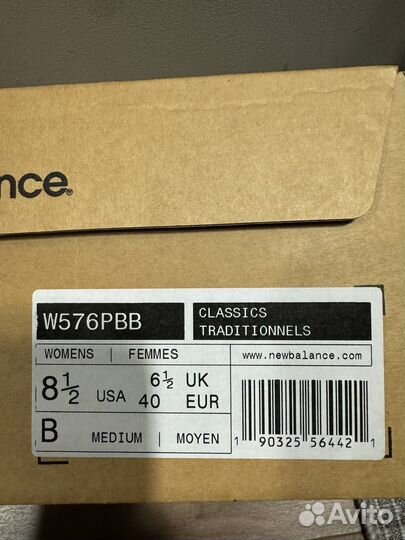 nce.
W576PBB
CLASSICS
TRADITIONNELS
WOMENS | FEMMES
www.newbalance.com
8½ USA 6½ UK
40 EUR
B MEDIUM | MOYEN
1 90325 56442 1
Avito